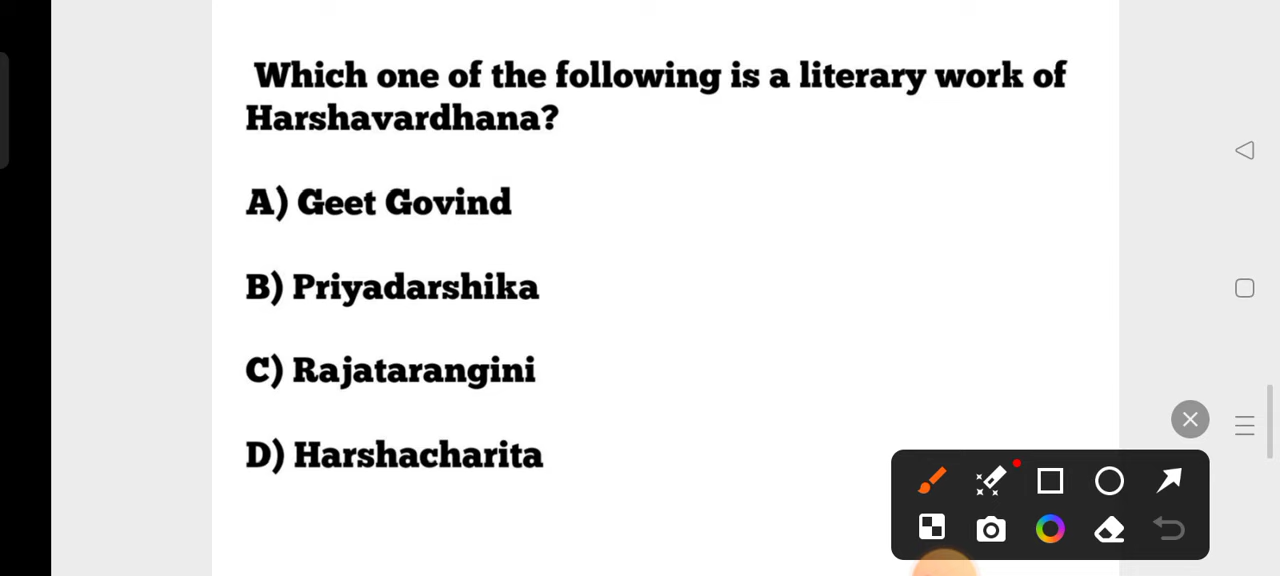 Which one of the following is a literary work of
Harshavardhana?
A) Geet Govind
B) Priyadarshika
C) Rajatarangini
D) Harshacharita